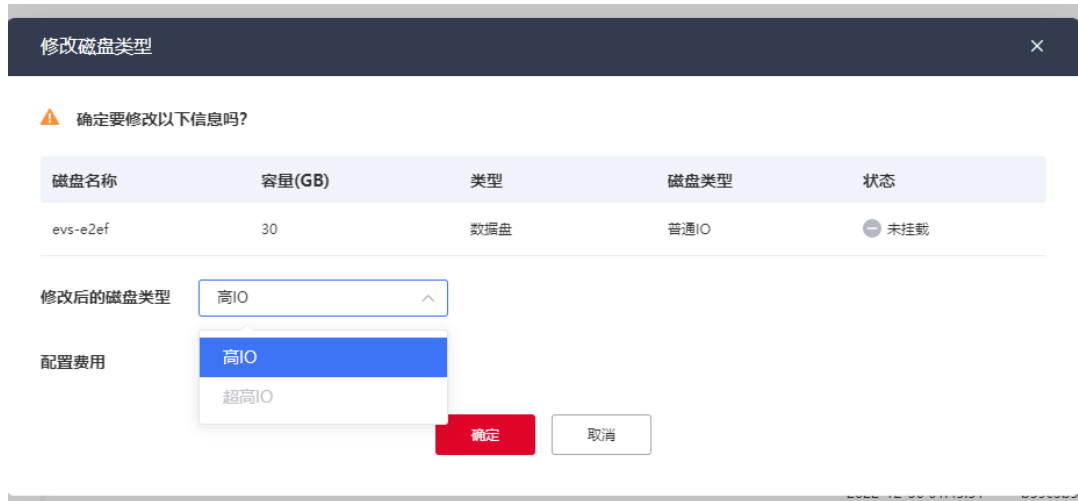 修改磁盘类型
确定要修改以下信息吗?
磁盘名称 容量(GB) 类型 磁盘类型 状态
evs-e2ef 30 数据盘 普通IO 未挂载
修改后的磁盘类型 高IO
高IO
配置费用
超高IO
确定 取消